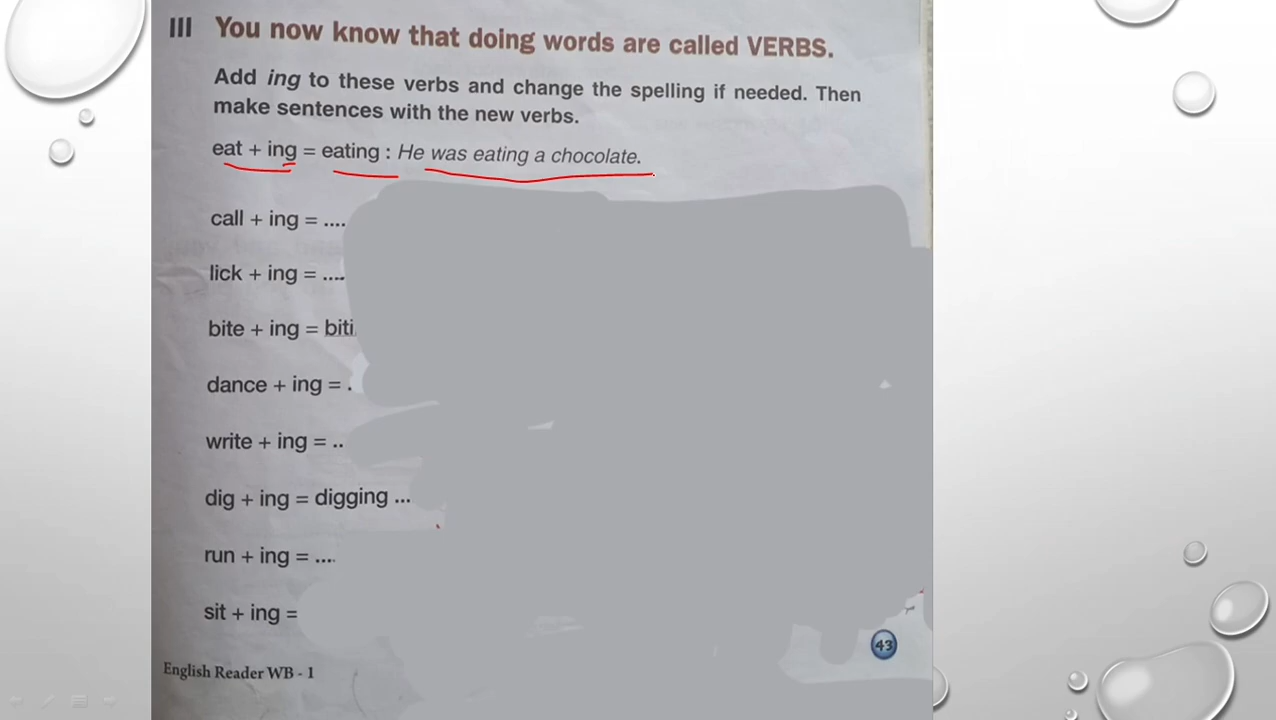 III You now know that doing words are called VERBS.
Add ing to these verbs and change the spelling if needed. Then
make sentences with the new verbs.
eat + ing = eating : He was eating a chocolate.
call + ing = ....
lick + ing = ....
bite + ing = biti
dance + ing = .
write + ing = ..
dig + ing = digging ...
run + ing = ....
sit + ing =
43
English Reader WB - 1